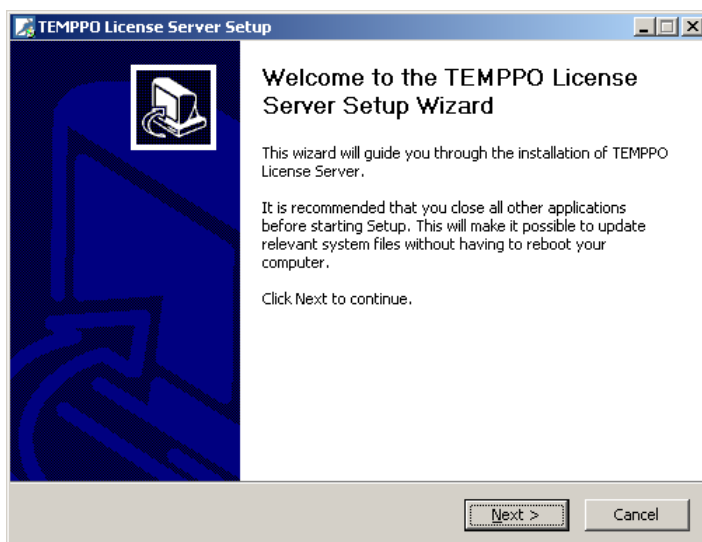 TEMPPO License Server Setup
Welcome to the TEMPPO License
Server Setup Wizard
This wizard will guide you through the installation of TEMPPO
License Server.
It is recommended that you close all other applications
before starting Setup. This will make it possible to update
relevant system files without having to reboot your
computer.
Click Next to continue.
Next >
Cancel